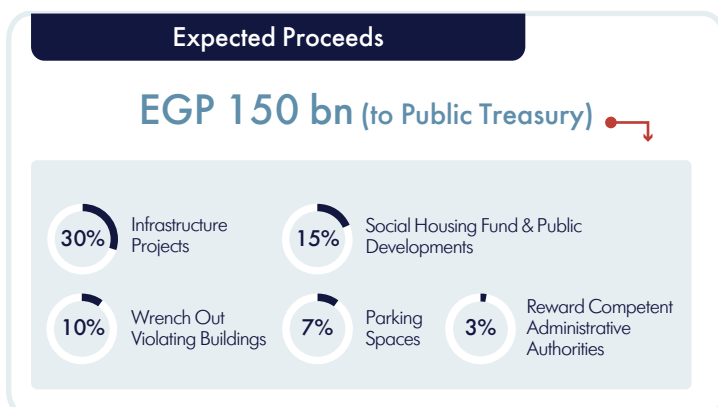 Expected Proceeds
EGP 150 bn (to Public Treasury)
30%
Infrastructure
Projects
15%
Social Housing Fund & Public
Developments
10%
Wrench Out
Violating Buildings
7%
Parking
Spaces
3%
Reward Competent
Administrative
Authorities